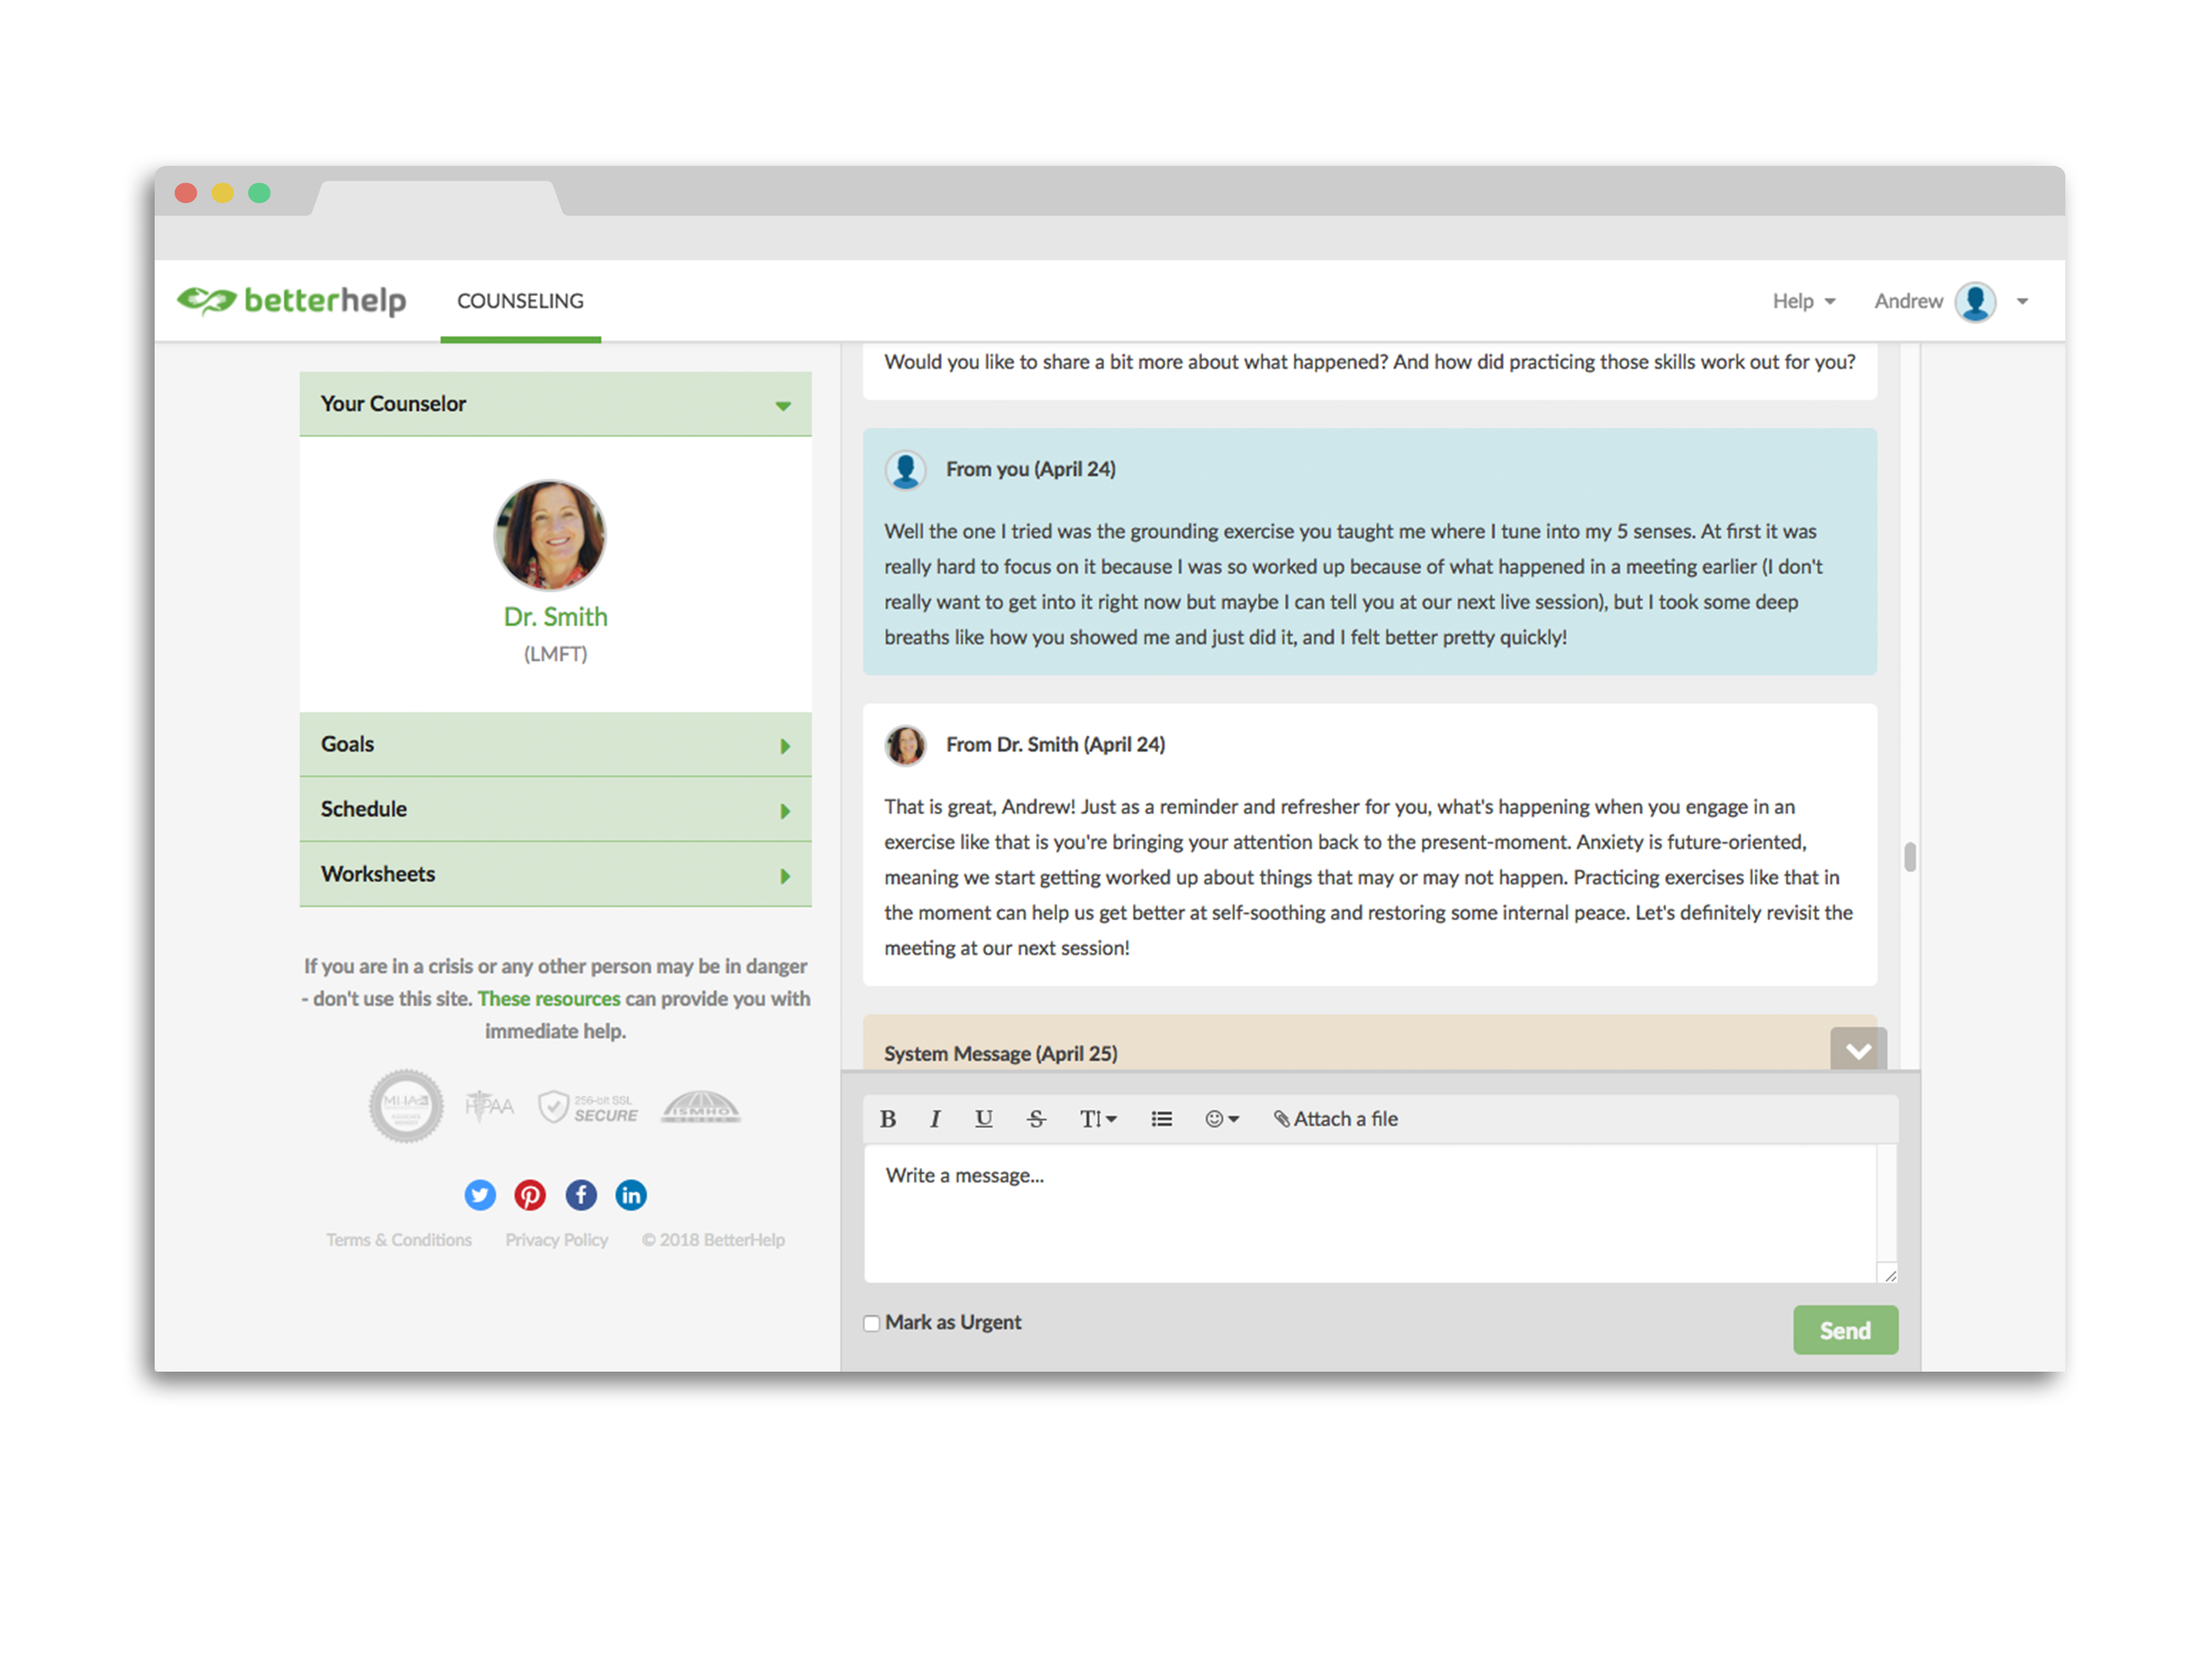 betterhelp
COUNSELING
Help
Andrew
Your Counselor
Dr. Smith
(LMFT)
Goals
Schedule
Worksheets
If you are in a crisis or any other person may be in danger
- don't use this site. These resources can provide you with
immediate help.
MHA
HIPAA
256-bit SSL
SECURE
ISMHO
Terms & Conditions
Privacy Policy
© 2018 BetterHelp
Would you like to share a bit more about what happened? And how did practicing those skills work out for you?
From you (April 24)
Well the one I tried was the grounding exercise you taught me where I tune into my 5 senses. At first it was
really hard to focus on it because I was so worked up because of what happened in a meeting earlier (I don't
really want to get into it right now but maybe I can tell you at our next live session), but I took some deep
breaths like how you showed me and just did it, and I felt better pretty quickly!
From Dr. Smith (April 24)
That is great, Andrew! Just as a reminder and refresher for you, what's happening when you engage in an
exercise like that is you're bringing your attention back to the present-moment. Anxiety is future-oriented,
meaning we start getting worked up about things that may or may not happen. Practicing exercises like that in
the moment can help us get better at self-soothing and restoring some internal peace. Let's definitely revisit the
meeting at our next session!
System Message (April 25)
B I U S T
Attach a file
Write a message...
Mark as Urgent
Send